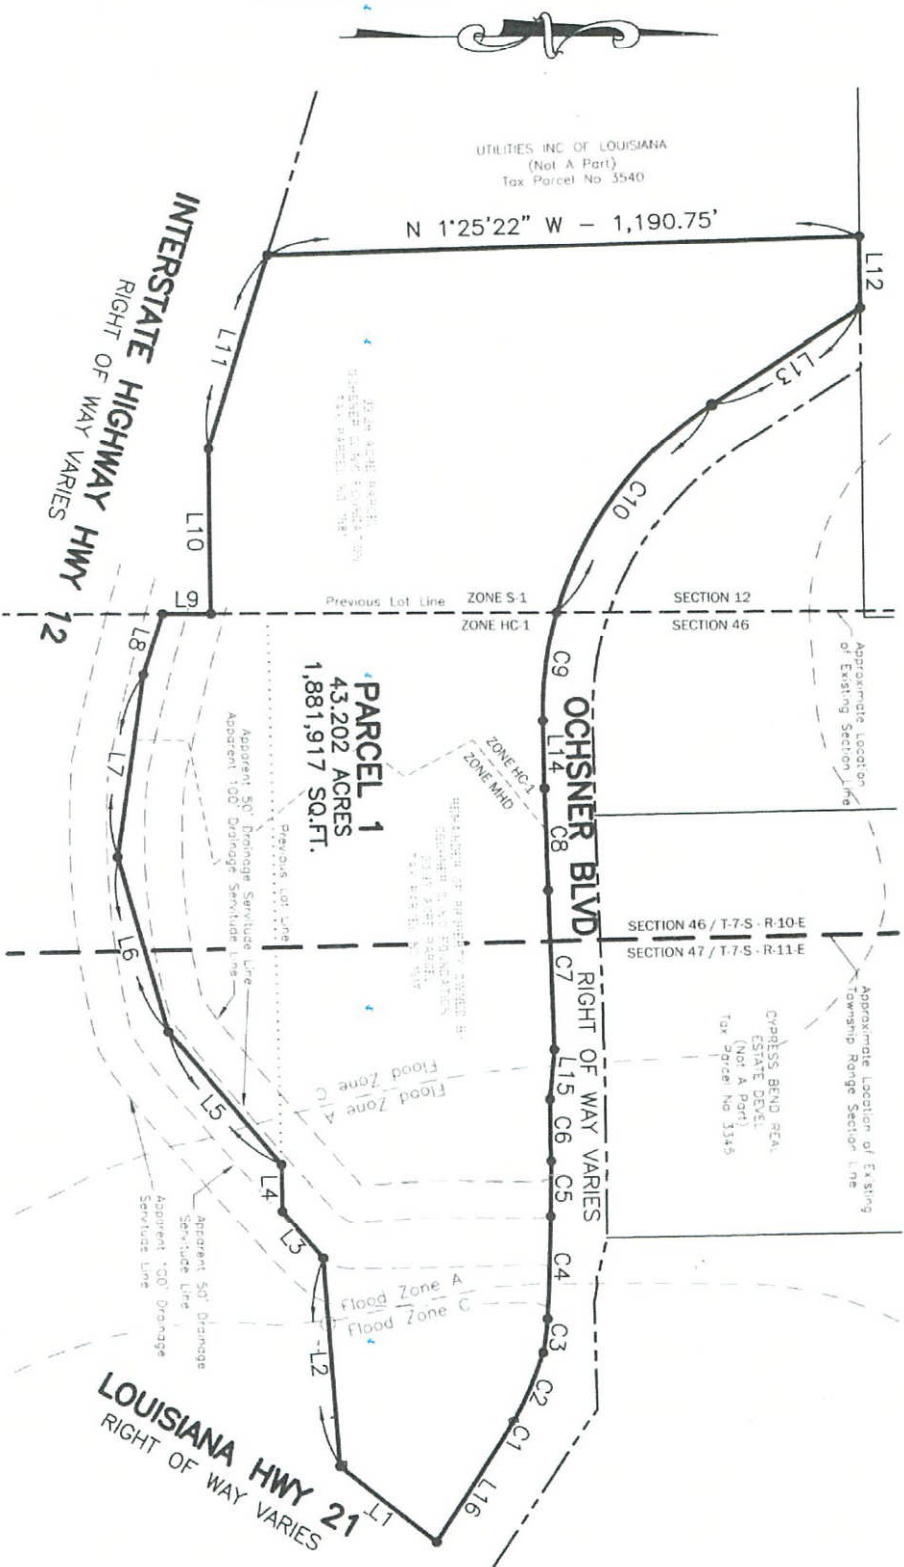 UTILITIES INC OF LOUISIANA
(Not A Part)
Tax Parcel No 3540
N 1°25'22" W - 1,190.75'
L12
L13
C10
L11
L10
L9
INTERSTATE HIGHWAY HWY 12
RIGHT OF WAY VARIES
Previous Lot Line
ZONE S-1
ZONE HC-1
SECTION 12
SECTION 46
Approximate Location
of Existing Section Line
L8
L7
L6
L5
L4
L3
L2
L1
C9
L14
C8
C7
L15
C6
C5
C4
C3
C2
C1
L16
PARCEL 1
43.202 ACRES
1,881,917 SQ.FT.
OCHSNER BLVD
RIGHT OF WAY VARIES
ZONE HC-1
ZONE MHD
Previous Lot Line
Apparent 50' Drainage Servitude Line
Apparent 100' Drainage Servitude Line
SECTION 46 / T-7-S - R-10-E
SECTION 47 / T-7-S - R-11-E
Approximate Location of Existing
Township Range Section Line
CYPRESS BEND REAL
ESTATE DEVEL
(Not A Part)
Tax Parcel No 3345
Flood Zone C
Flood Zone A
Flood Zone A
Flood Zone C
Apparent 50' Drainage
Servitude Line
Apparent 100' Drainage
Servitude Line
LOUISIANA HWY 21
RIGHT OF WAY VARIES